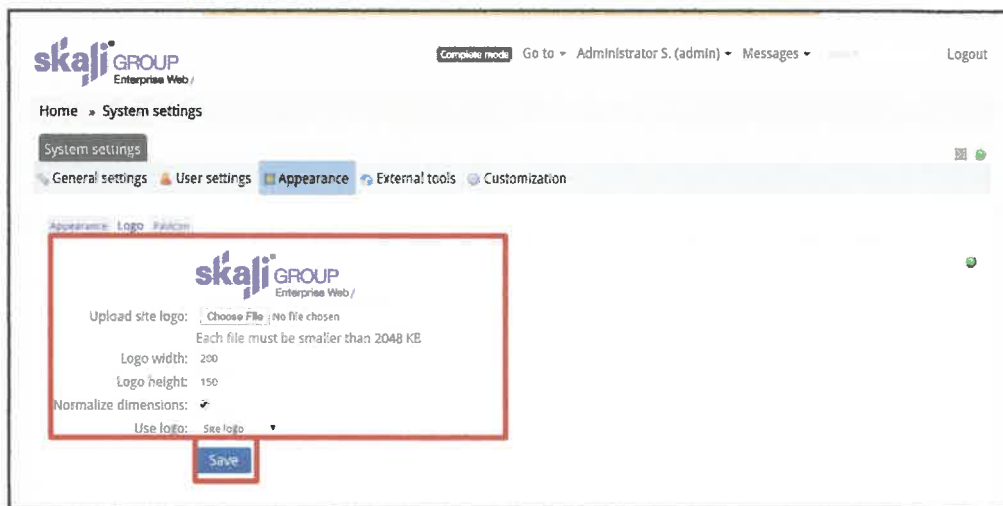 skali GROUP
Enterprise Web/
Complete mode Go to Administrator S. (admin) Messages Logout
Home » System settings
System settings
General settings User settings Appearance External tools Customization
Appearance Logo Favicon
skali GROUP
Enterprise Web/
Upload site logo: Choose File No file chosen
Each file must be smaller than 2048 KB
Logo width: 200
Logo height: 150
Normalize dimensions:
Use logo: Site logo
Save